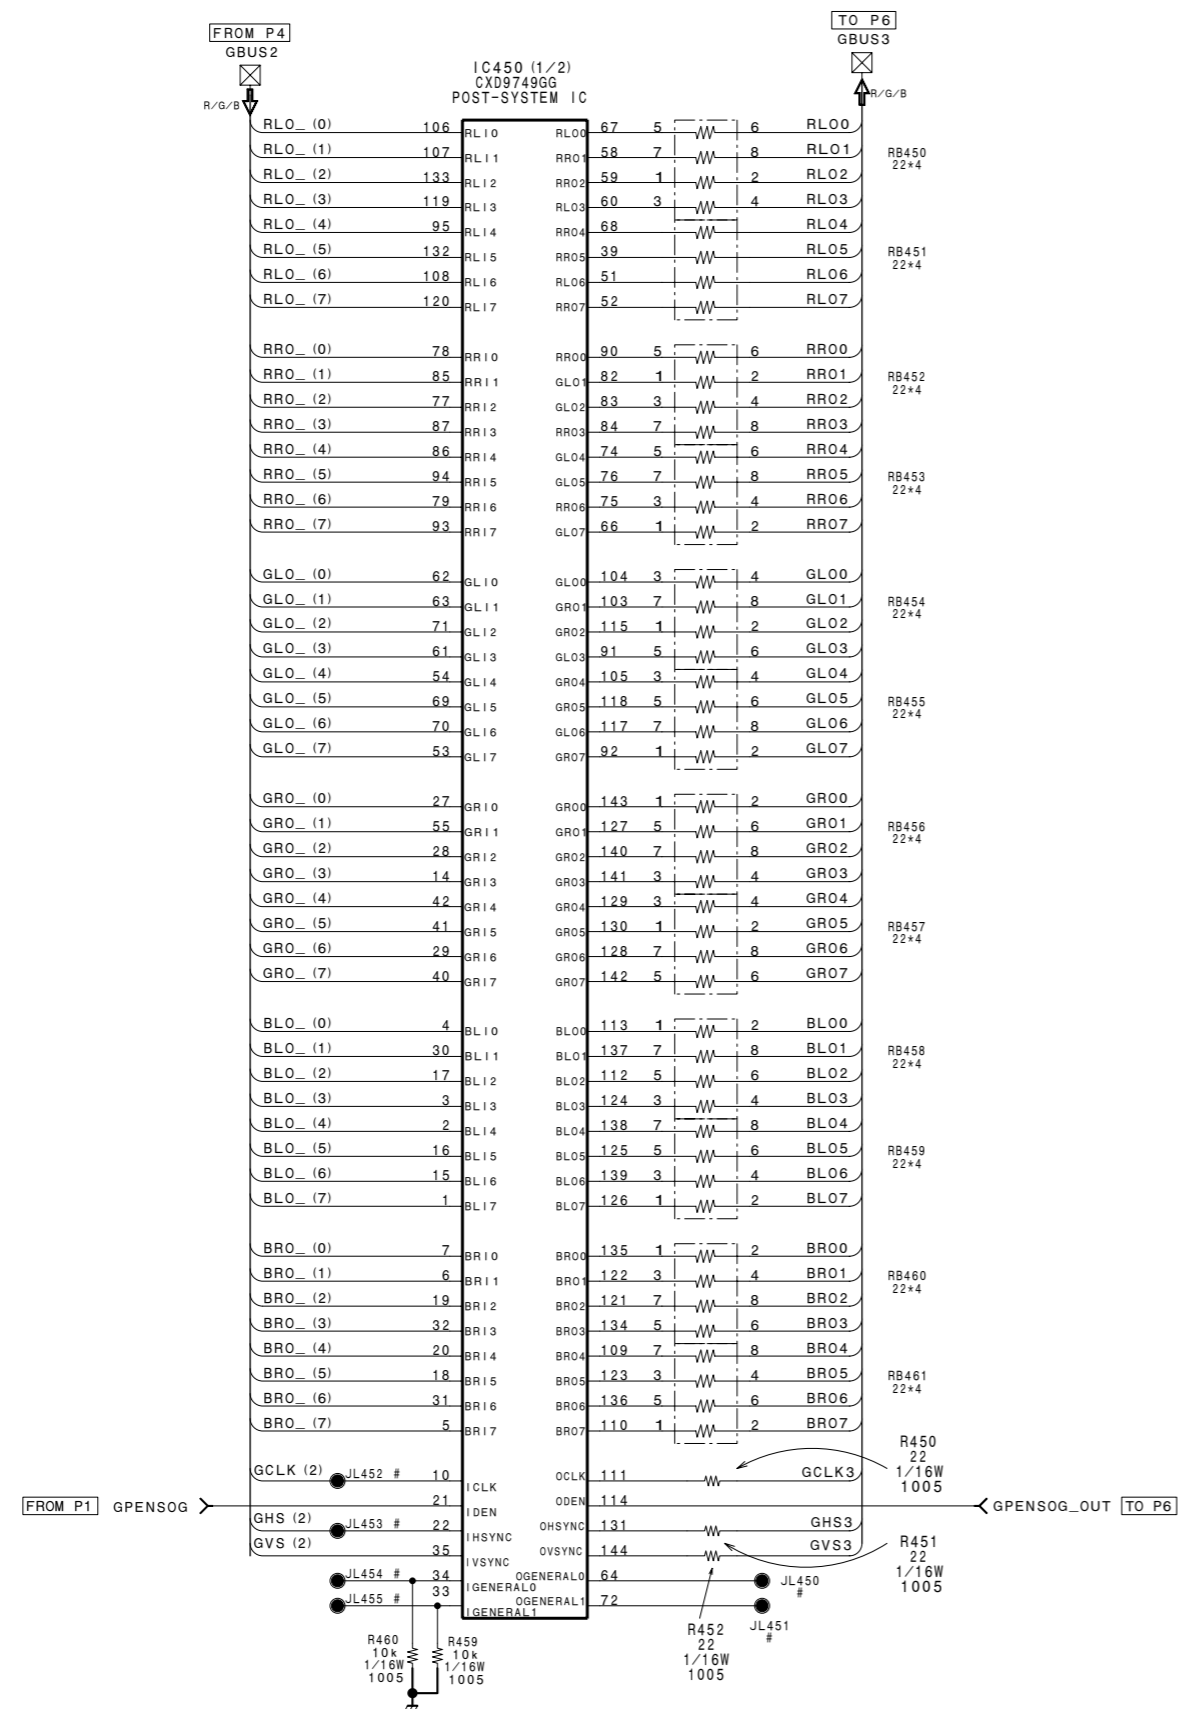 FROM P4
GBUS2
R/G/B
TO P6
GBUS3
R/G/B
IC450 (1/2)
CXD9749GG
POST-SYSTEM IC
RLO_ (0) 106 RLI0 RLO0 67 5 6 RLO0
RLO_ (1) 107 RLI1 RRO1 58 7 8 RLO1
RLO_ (2) 133 RLI2 RRO2 59 1 2 RLO2
RLO_ (3) 119 RLI3 RLO3 60 3 4 RLO3
RB450
22*4
RLO_ (4) 95 RLI4 RRO4 68 RLO4
RLO_ (5) 132 RLI5 RRO5 39 RLO5
RLO_ (6) 108 RLI6 RLO6 51 RLO6
RLO_ (7) 120 RLI7 RRO7 52 RLO7
RB451
22*4
RRO_ (0) 78 RRI0 RRO0 90 5 6 RRO0
RRO_ (1) 85 RRI1 GLO1 82 1 2 RRO1
RRO_ (2) 77 RRI2 GLO2 83 3 4 RRO2
RRO_ (3) 87 RRI3 RRO3 84 7 8 RRO3
RB452
22*4
RRO_ (4) 86 RRI4 GLO4 74 5 6 RRO4
RRO_ (5) 94 RRI5 GLO5 76 7 8 RRO5
RRO_ (6) 79 RRI6 RRO6 75 3 4 RRO6
RRO_ (7) 93 RRI7 GLO7 66 1 2 RRO7
RB453
22*4
GLO_ (0) 62 GLI0 GLO0 104 3 4 GLO0
GLO_ (1) 63 GLI1 GRO1 103 7 8 GLO1
GLO_ (2) 71 GLI2 GRO2 115 1 2 GLO2
GLO_ (3) 61 GLI3 GLO3 91 5 6 GLO3
RB454
22*4
GLO_ (4) 54 GLI4 GRO4 105 3 4 GLO4
GLO_ (5) 69 GLI5 GRO5 118 5 6 GLO5
GLO_ (6) 70 GLI6 GLO6 117 7 8 GLO6
GLO_ (7) 53 GLI7 GRO7 92 1 2 GLO7
RB455
22*4
GRO_ (0) 27 GRI0 GRO0 143 1 2 GRO0
GRO_ (1) 55 GRI1 GRO1 127 5 6 GRO1
GRO_ (2) 28 GRI2 GRO2 140 7 8 GRO2
GRO_ (3) 14 GRI3 GRO3 141 3 4 GRO3
RB456
22*4
GRO_ (4) 42 GRI4 GRO4 129 3 4 GRO4
GRO_ (5) 41 GRI5 GRO5 130 1 2 GRO5
GRO_ (6) 29 GRI6 GRO6 128 7 8 GRO6
GRO_ (7) 40 GRI7 GRO7 142 5 6 GRO7
RB457
22*4
BLO_ (0) 4 BLI0 BLO0 113 1 2 BLO0
BLO_ (1) 30 BLI1 BLO1 137 7 8 BLO1
BLO_ (2) 17 BLI2 BLO2 112 5 6 BLO2
BLO_ (3) 3 BLI3 BLO3 124 3 4 BLO3
RB458
22*4
BLO_ (4) 2 BLI4 BLO4 138 7 8 BLO4
BLO_ (5) 16 BLI5 BLO5 125 5 6 BLO5
BLO_ (6) 15 BLI6 BLO6 139 3 4 BLO6
BLO_ (7) 1 BLI7 BLO7 126 1 2 BLO7
RB459
22*4
BRO_ (0) 7 BRI0 BRO0 135 1 2 BRO0
BRO_ (1) 6 BRI1 BRO1 122 3 4 BRO1
BRO_ (2) 19 BRI2 BRO2 121 7 8 BRO2
BRO_ (3) 32 BRI3 BRO3 134 5 6 BRO3
RB460
22*4
BRO_ (4) 20 BRI4 BRO4 109 7 8 BRO4
BRO_ (5) 18 BRI5 BRO5 123 3 4 BRO5
BRO_ (6) 31 BRI6 BRO6 136 5 6 BRO6
BRO_ (7) 5 BRI7 BRO7 110 1 2 BRO7
RB461
22*4
GCLK (2) JL452 # 10 ICLK OCLK 111 GCLK3
R450
22
1/16W
1005
FROM P1 GPENSOG 21 IDEN ODEN 114 GPENSOG_OUT TO P6
GHS (2) JL453 # 22 IHSYNC OHSYNC 131 GHS3
GVS (2) 35 IVSYNC OVSYNC 144 GVS3
R451
22
1/16W
1005
JL454 # 34 IGENERAL0 OGENERAL0 64 JL450
#
JL455 # 33 IGENERAL1 OGENERAL1 72 JL451
#
R452
22
1/16W
1005
R460
10k
1/16W
1005
R459
10k
1/16W
1005